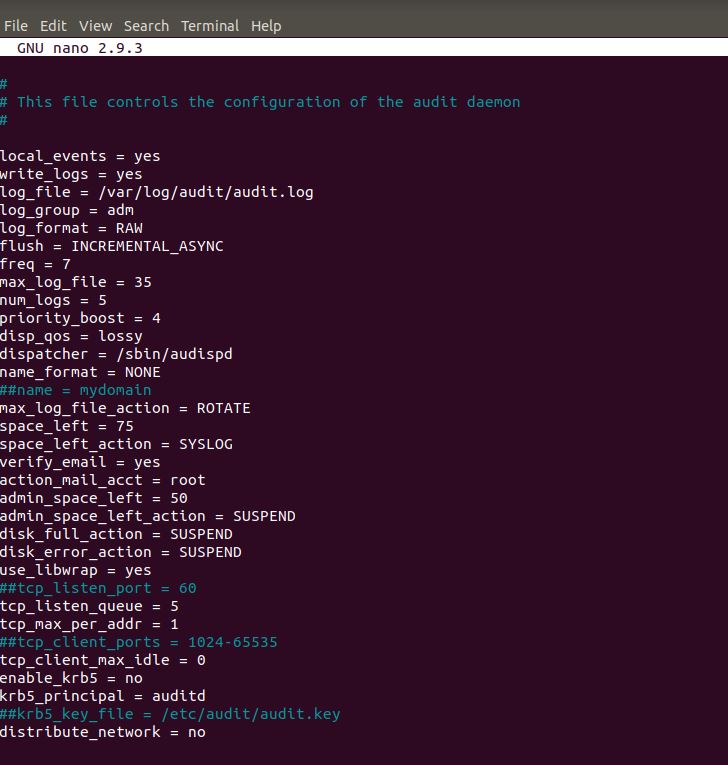 File Edit View Search Terminal Help
GNU nano 2.9.3
#
# This file controls the configuration of the audit daemon
#
local_events = yes
write_logs = yes
log_file = /var/log/audit/audit.log
log_group = adm
log_format = RAW
flush = INCREMENTAL_ASYNC
freq = 7
max_log_file = 35
num_logs = 5
priority_boost = 4
disp_qos = lossy
dispatcher = /sbin/audispd
name_format = NONE
##name = mydomain
max_log_file_action = ROTATE
space_left = 75
space_left_action = SYSLOG
verify_email = yes
action_mail_acct = root
admin_space_left = 50
admin_space_left_action = SUSPEND
disk_full_action = SUSPEND
disk_error_action = SUSPEND
use_libwrap = yes
##tcp_listen_port = 60
tcp_listen_queue = 5
tcp_max_per_addr = 1
##tcp_client_ports = 1024-65535
tcp_client_max_idle = 0
enable_krb5 = no
krb5_principal = auditd
##krb5_key_file = /etc/audit/audit.key
distribute_network = no